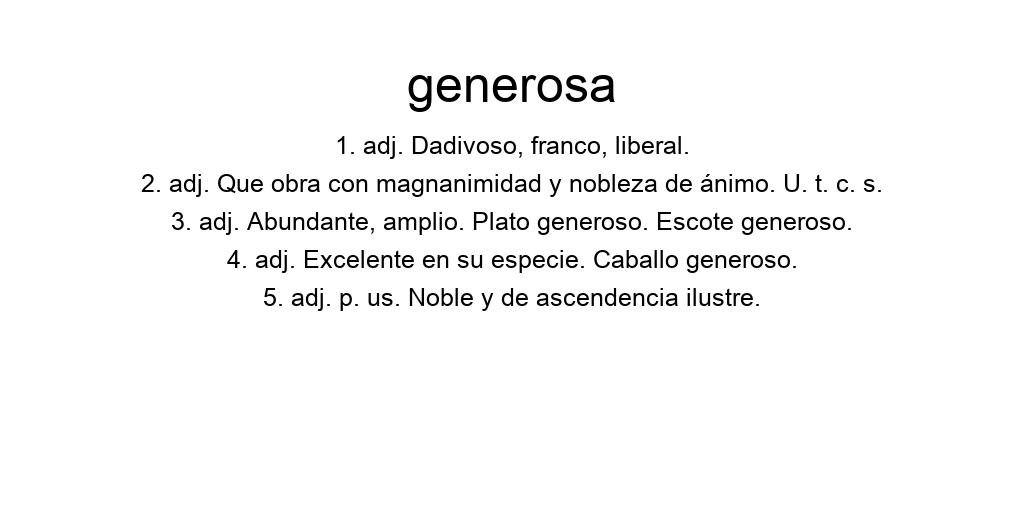 generosa
1. adj. Dadivoso, franco, liberal.
2. adj. Que obra con magnanimidad y nobleza de ánimo. U. t. c. s.
3. adj. Abundante, amplio. Plato generoso. Escote generoso.
4. adj. Excelente en su especie. Caballo generoso.
5. adj. p. us. Noble y de ascendencia ilustre.